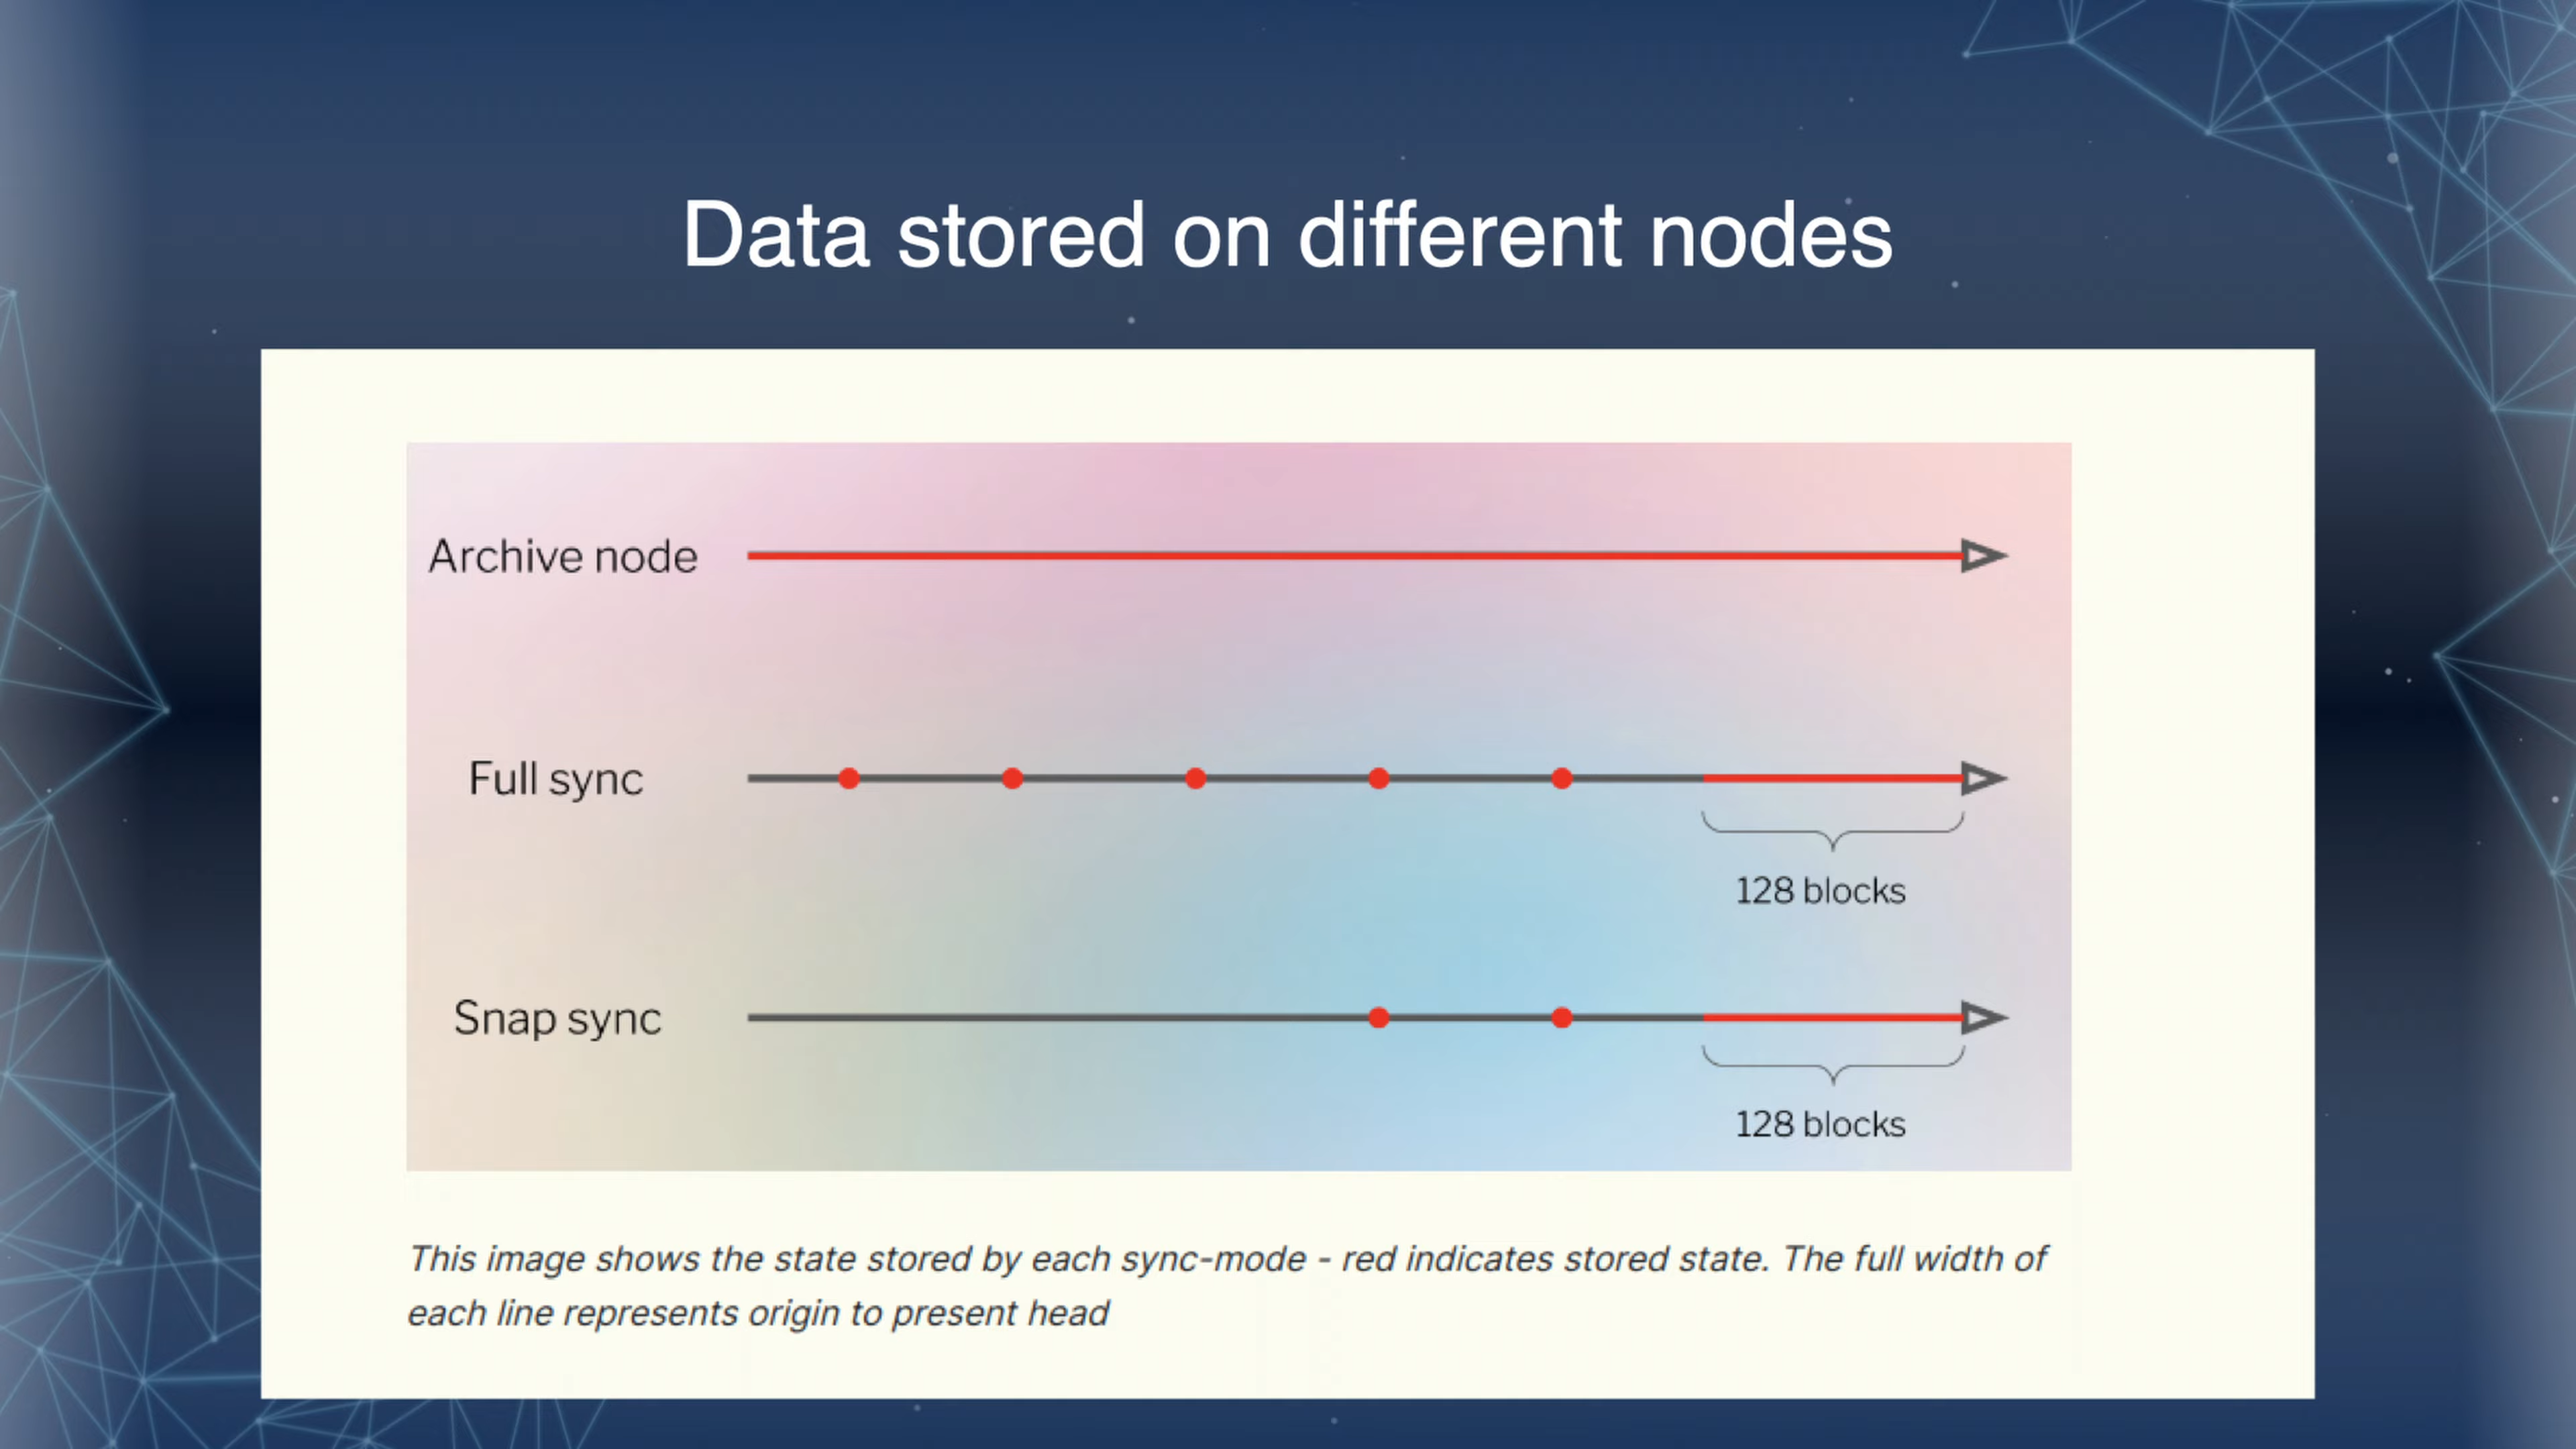 Data stored on different nodes
Archive node
Full sync
128 blocks
Snap sync
128 blocks
This image shows the state stored by each sync-mode - red indicates stored state. The full width of
each line represents origin to present head